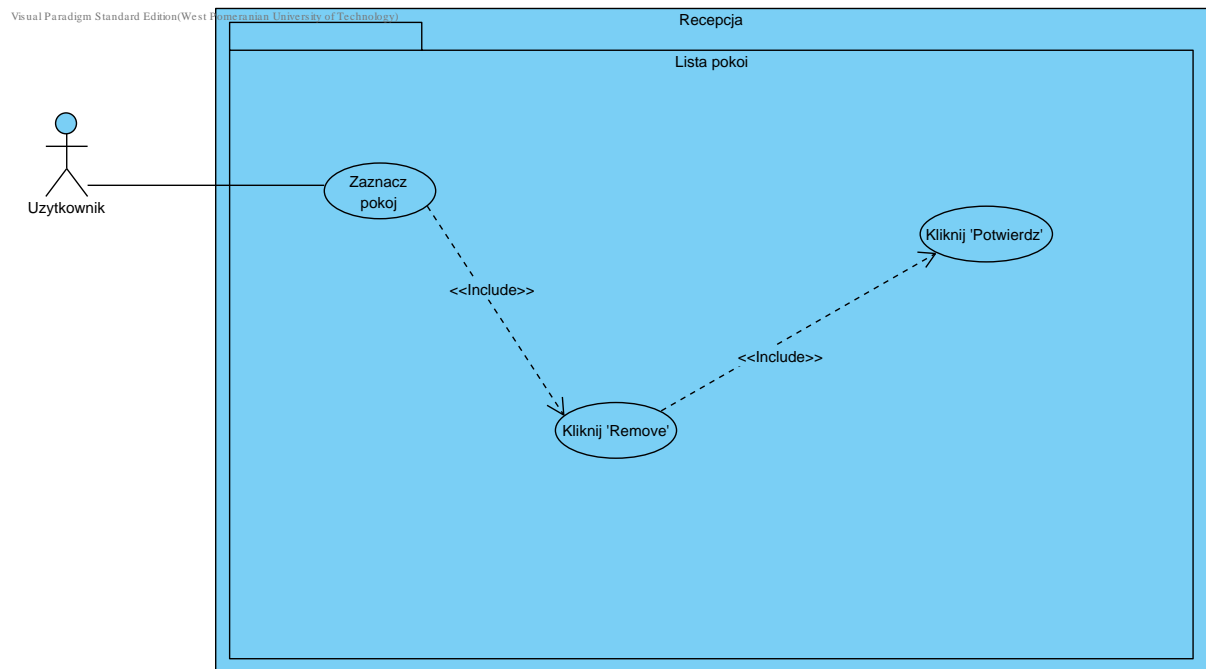 Visual Paradigm Standard Edition(West Pomeranian University of Technology)
Recepcja
Lista pokoi
Zaznacz
pokoj
Uzytkownik
Kliknij 'Potwierdz'
<<Include>>
<<Include>>
Kliknij 'Remove'